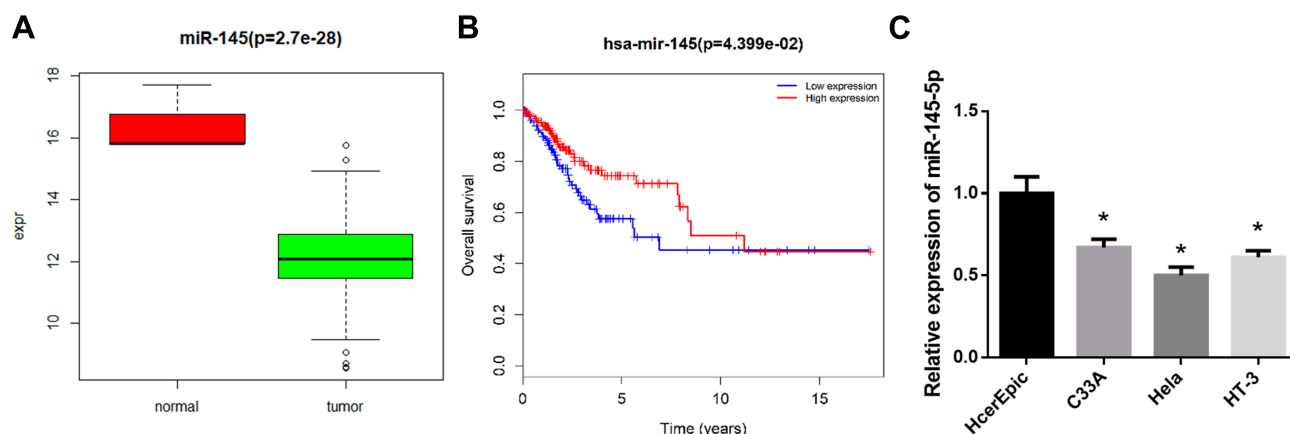 A
miR-145(p=2.7e-28)
expr
18
16
14
12
10
normal
tumor
B
hsa-mir-145(p=4.399e-02)
Low expression
High expression
Overall survival
1.0
0.8
0.6
0.4
0.2
0.0
0
5
10
15
Time (years)
C
Relative expression of miR-145-5p
1.5
1.0
0.5
0.0
*
*
*
HcerEpic
C33A
Hela
HT-3